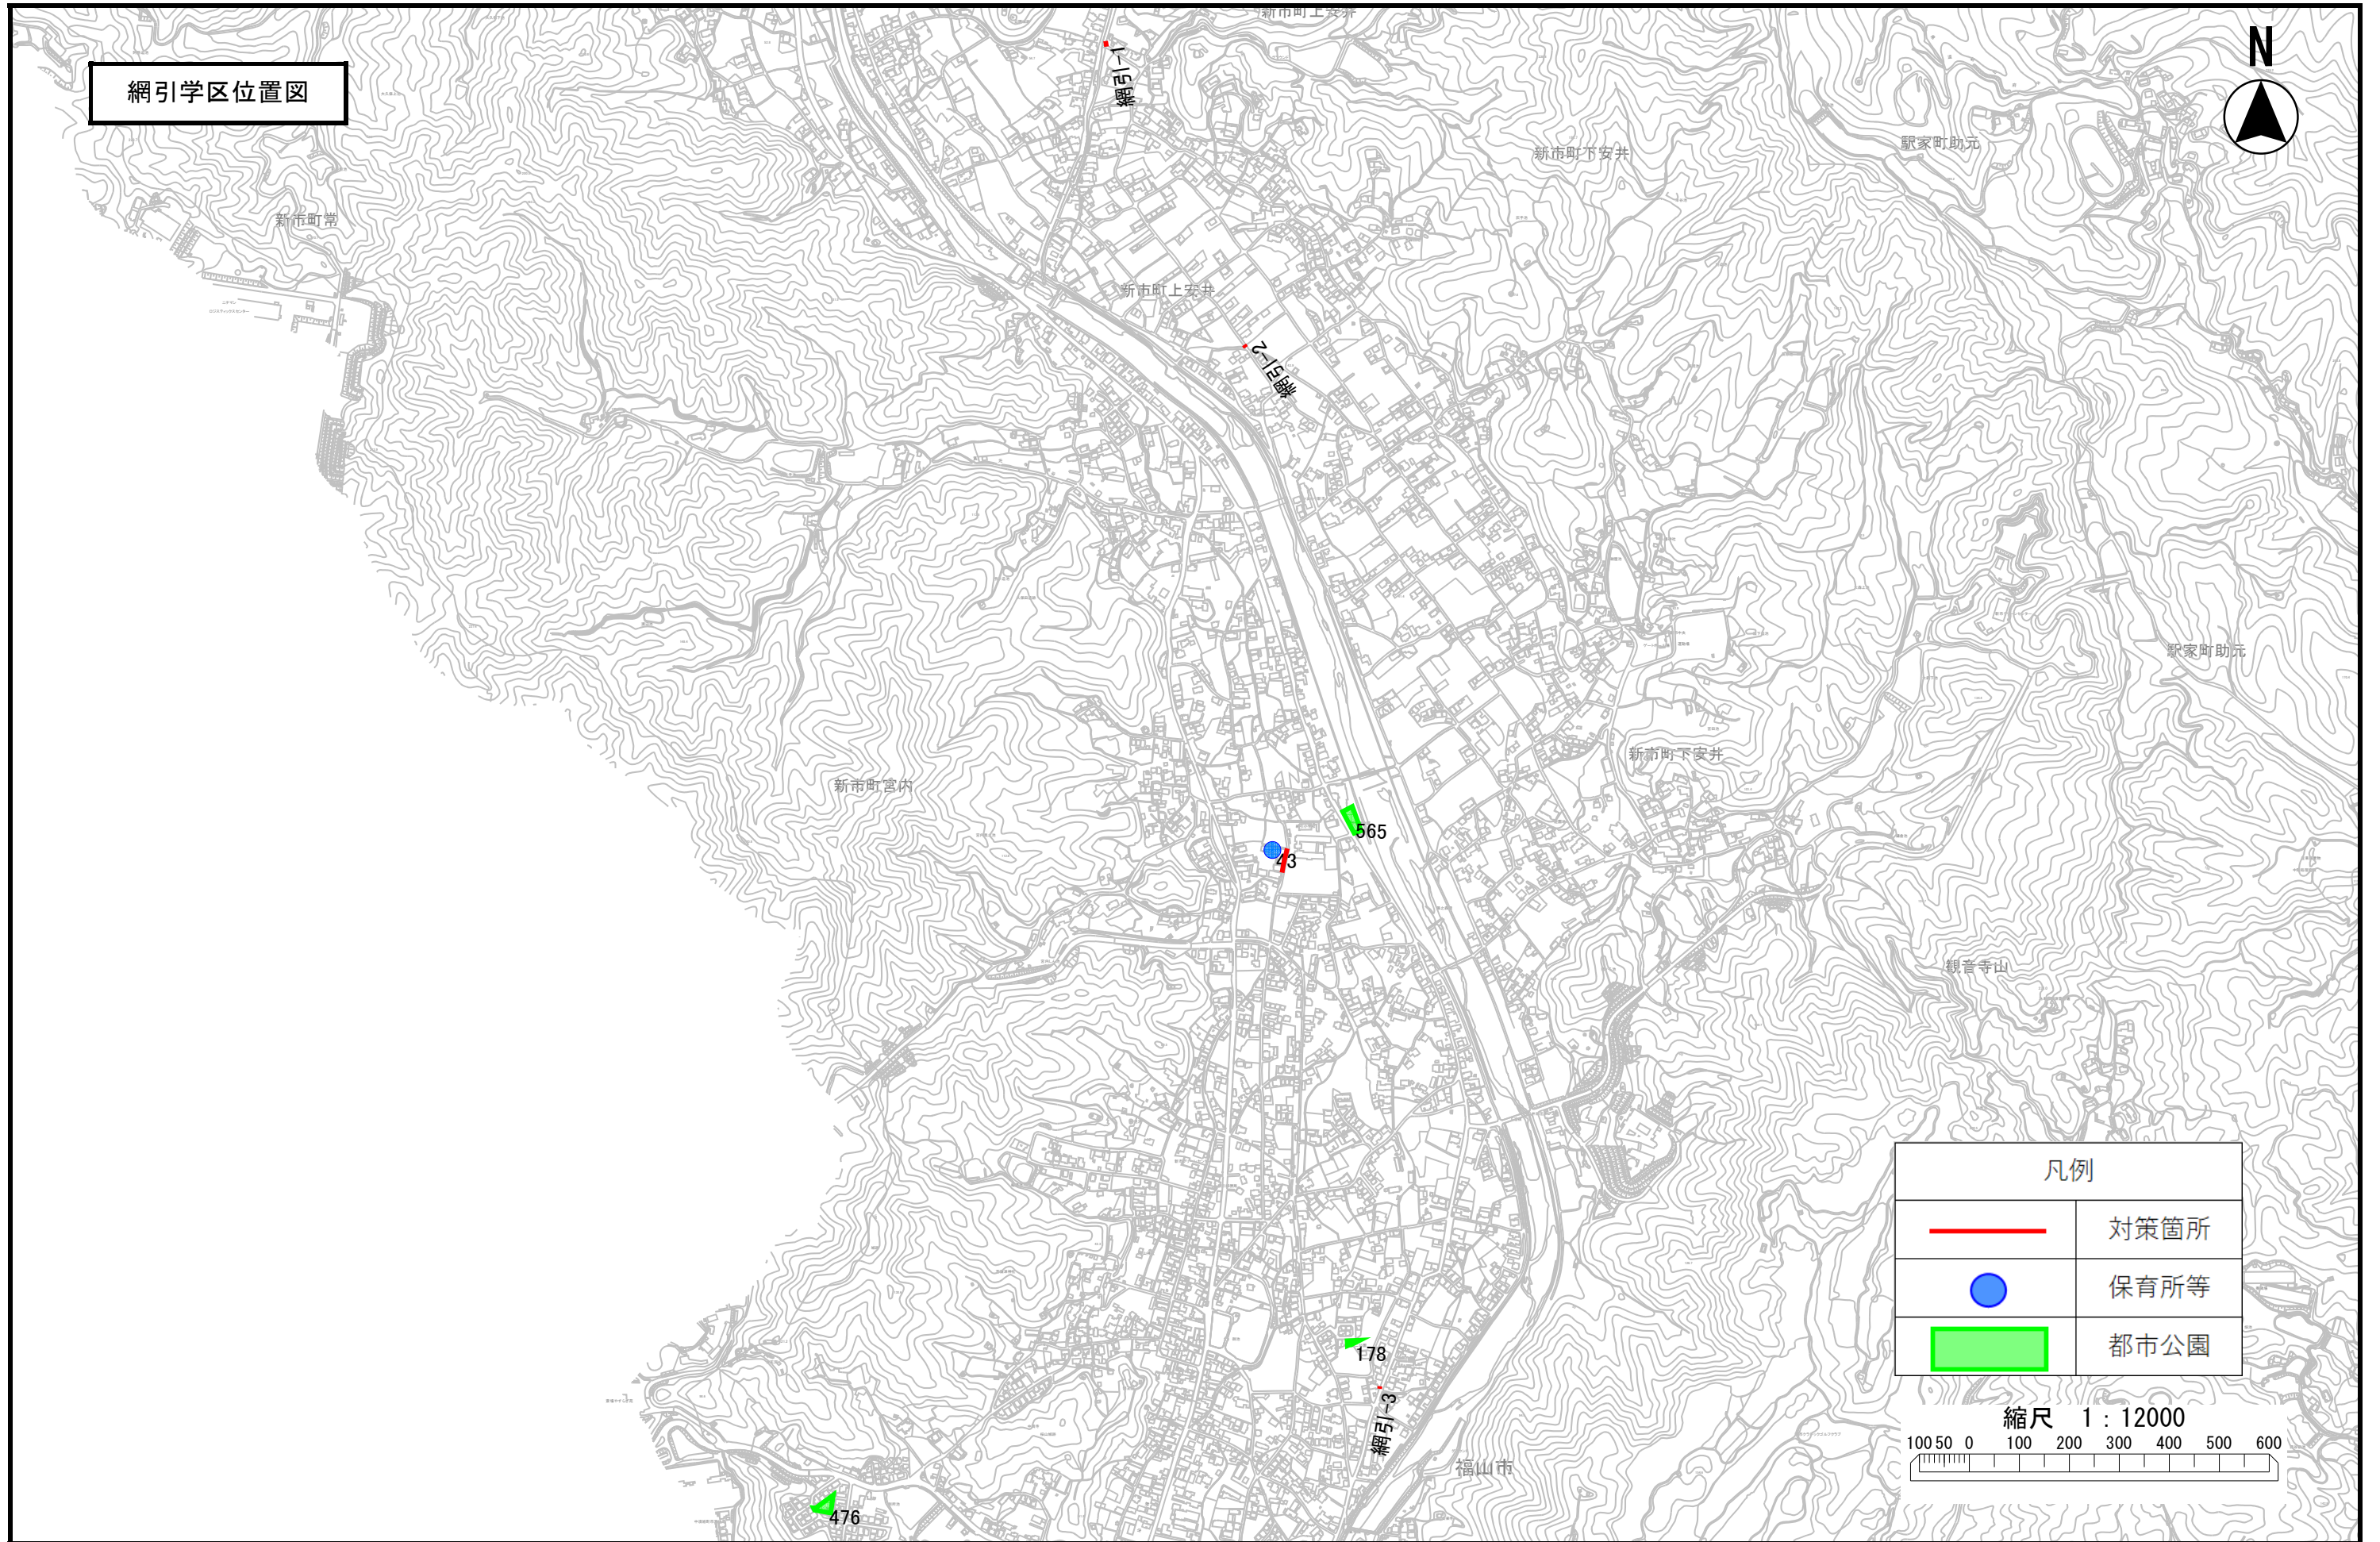 新市町上安井
網引学区位置図
N
網引-1
新市町下安井
駅家町助元
新市町常
新市町上安井
網引-2
駅家町助元
新市町下安井
新市町宮内
565
43
観音寺山
凡例
対策箇所
保育所等
都市公園
178
網引-3
縮尺 1：12000
100 50 0 100 200 300 400 500 600
福山市
476